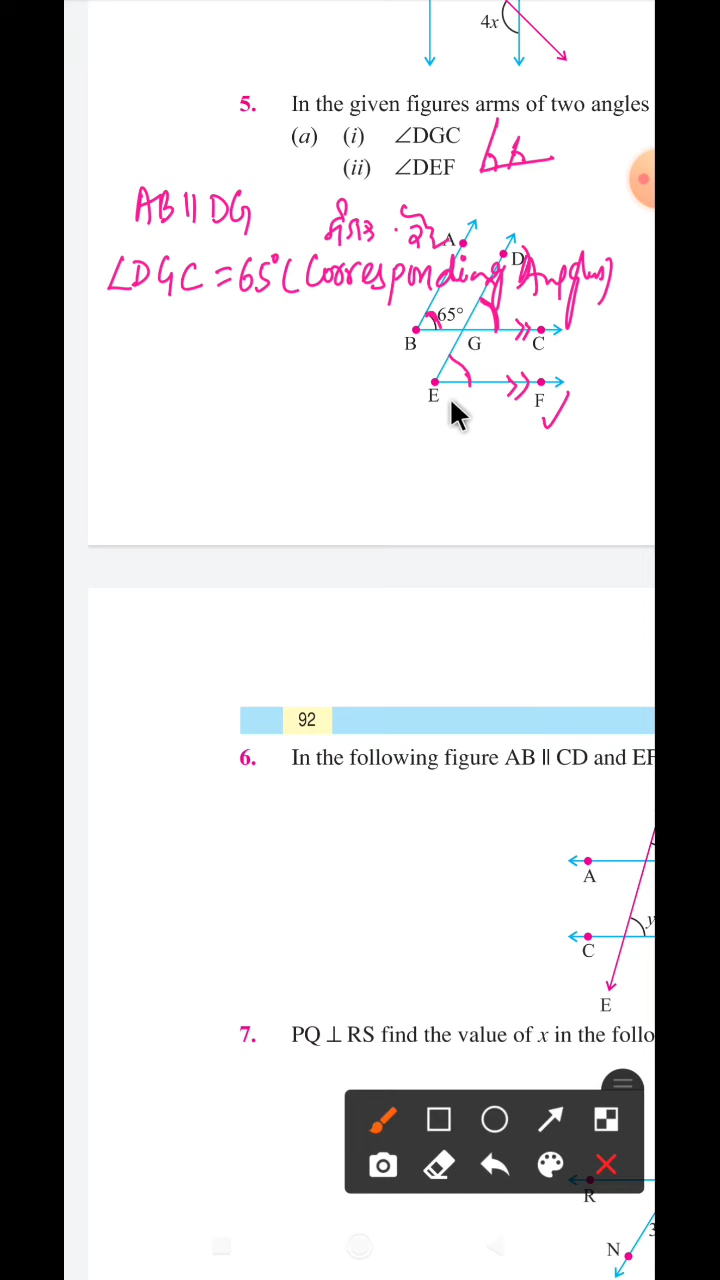 4x
5. In the given figures arms of two angles
(a) (i) ∠DGC
(ii) ∠DEF
AB || DG
A
D
∠DGC = 65° (Corresponding Angles)
65°
B G C
E F
92
6. In the following figure AB || CD and EF
A
y
C
E
7. PQ ⊥ RS find the value of x in the follo
R
3
N